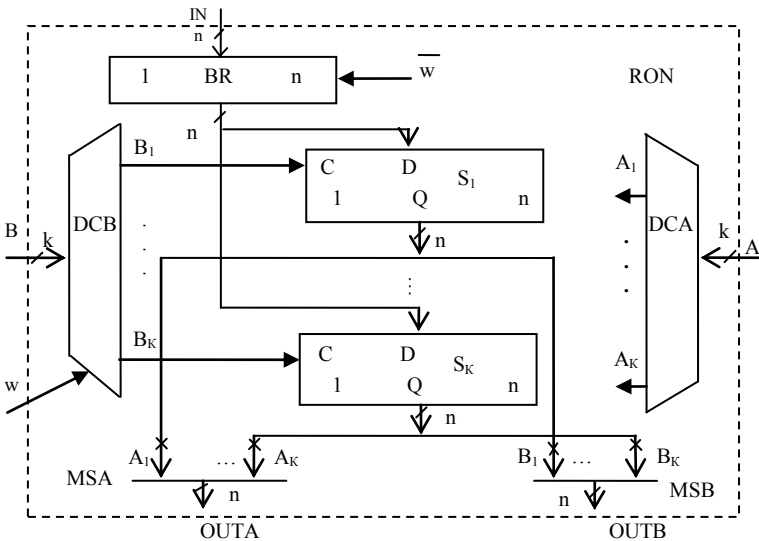 IN
n
w
1 BR n
RON
n
B1
C D S1
1 Q n
A1
DCB
DCA
B
k
k
A
n
BK
C D SK
1 Q n
AK
w
n
A1 ... AK
B1 ... BK
MSA
n
n
MSB
OUTA
OUTB